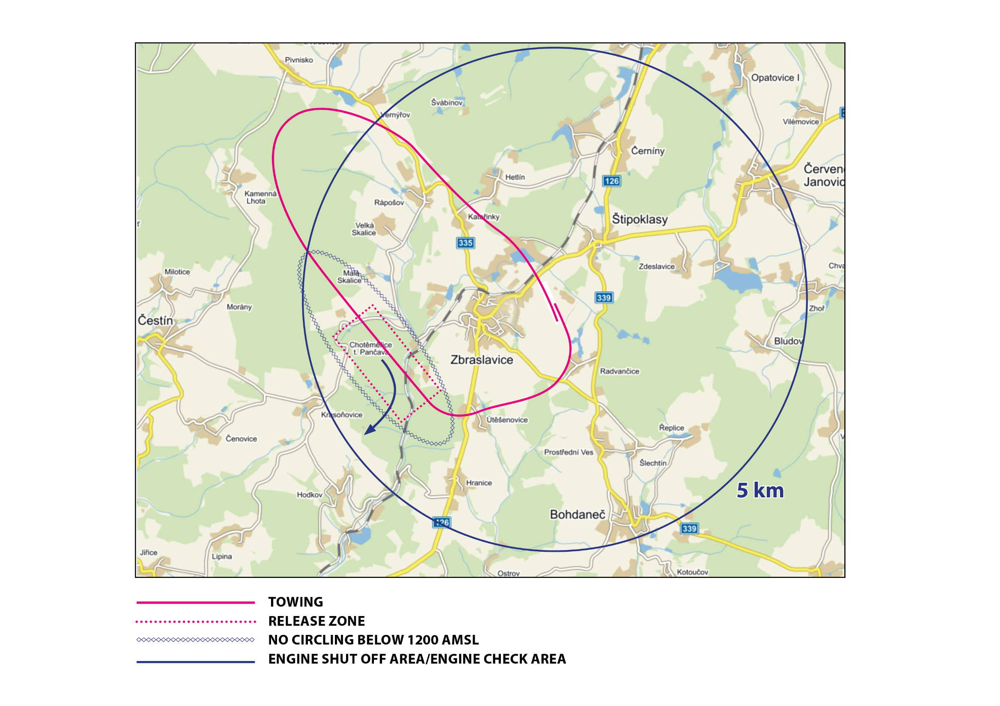 Pivnisko
Opatovice I
Švábínov
Vernýřov
Vilémovice
Černíny
Červen
Janovic
Hetlín
126
Kamenná
Lhota
Rápošov
Kateřinky
Štipoklasy
Velká
Skalice
335
Zdeslavice
Chva
Milotice
Malá
Skalice
339
Morány
Zhoř
Čestín
Bludov
Chotěměřice
t. Pančava
Zbraslavice
Radvančice
Krasoňovice
Útěšenovice
Řeplice
Čenovice
Prostřední Ves
Šlechtín
Hranice
5 km
Hodkov
Bohdaneč
126
339
Jiřice
Lipina
Ostrov
Kotoučov
TOWING
RELEASE ZONE
NO CIRCLING BELOW 1200 AMSL
ENGINE SHUT OFF AREA/ENGINE CHECK AREA